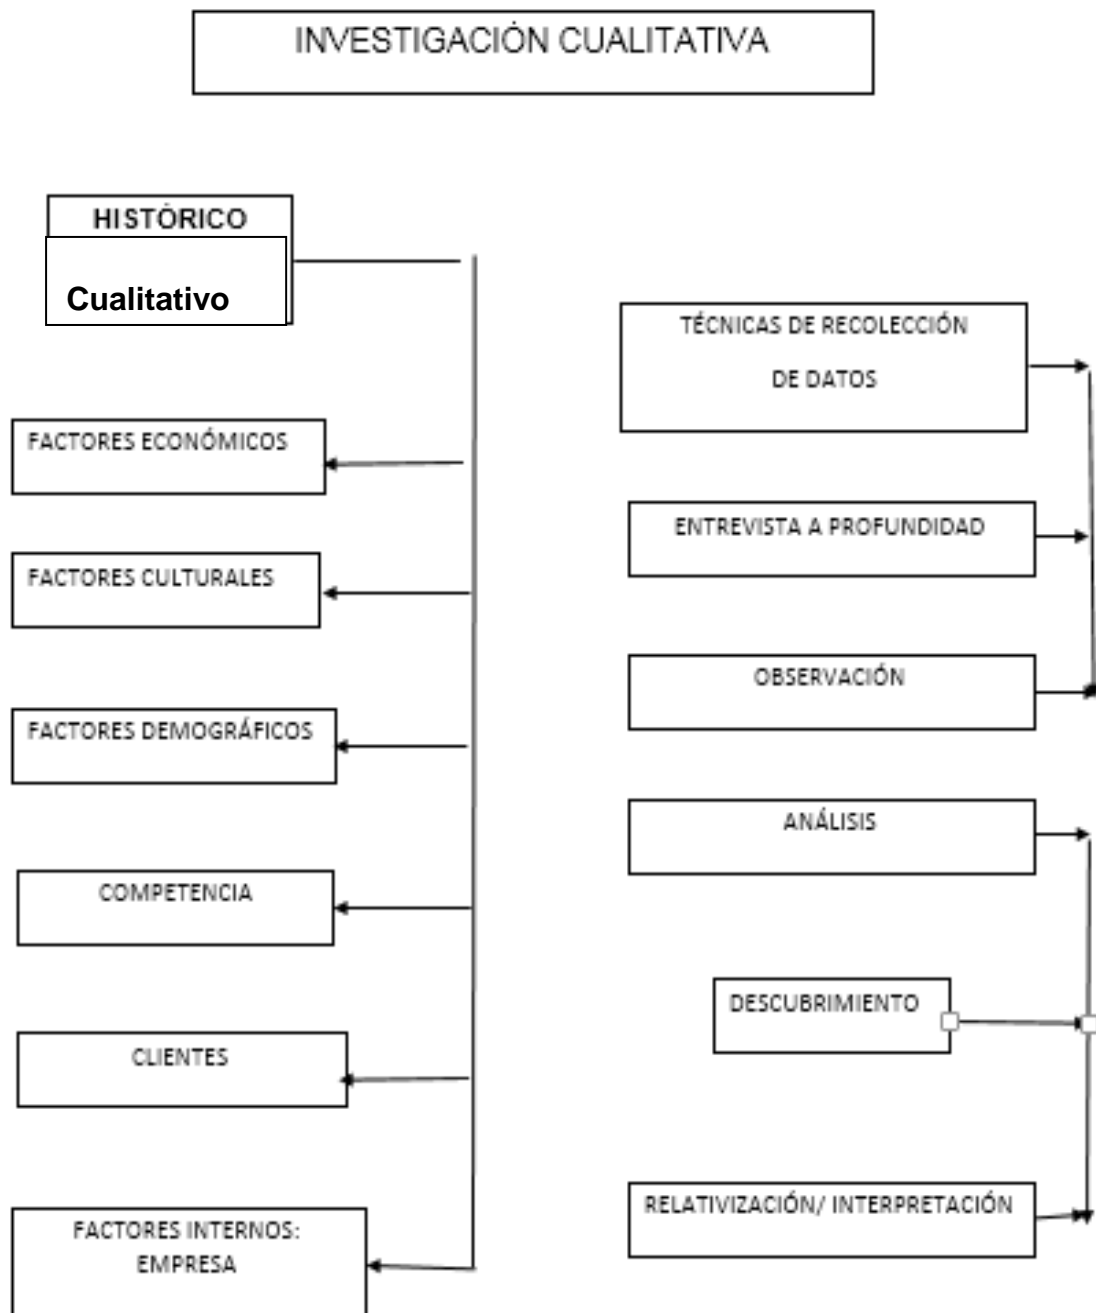 INVESTIGACIÓN CUALITATIVA
HISTÓRICO
Cualitativo
FACTORES ECONÓMICOS
FACTORES CULTURALES
FACTORES DEMOGRÁFICOS
COMPETENCIA
CLIENTES
FACTORES INTERNOS:
EMPRESA
TÉCNICAS DE RECOLECCIÓN
DE DATOS
ENTREVISTA A PROFUNDIDAD
OBSERVACIÓN
ANÁLISIS
DESCUBRIMIENTO
RELATIVIZACIÓN/ INTERPRETACIÓN